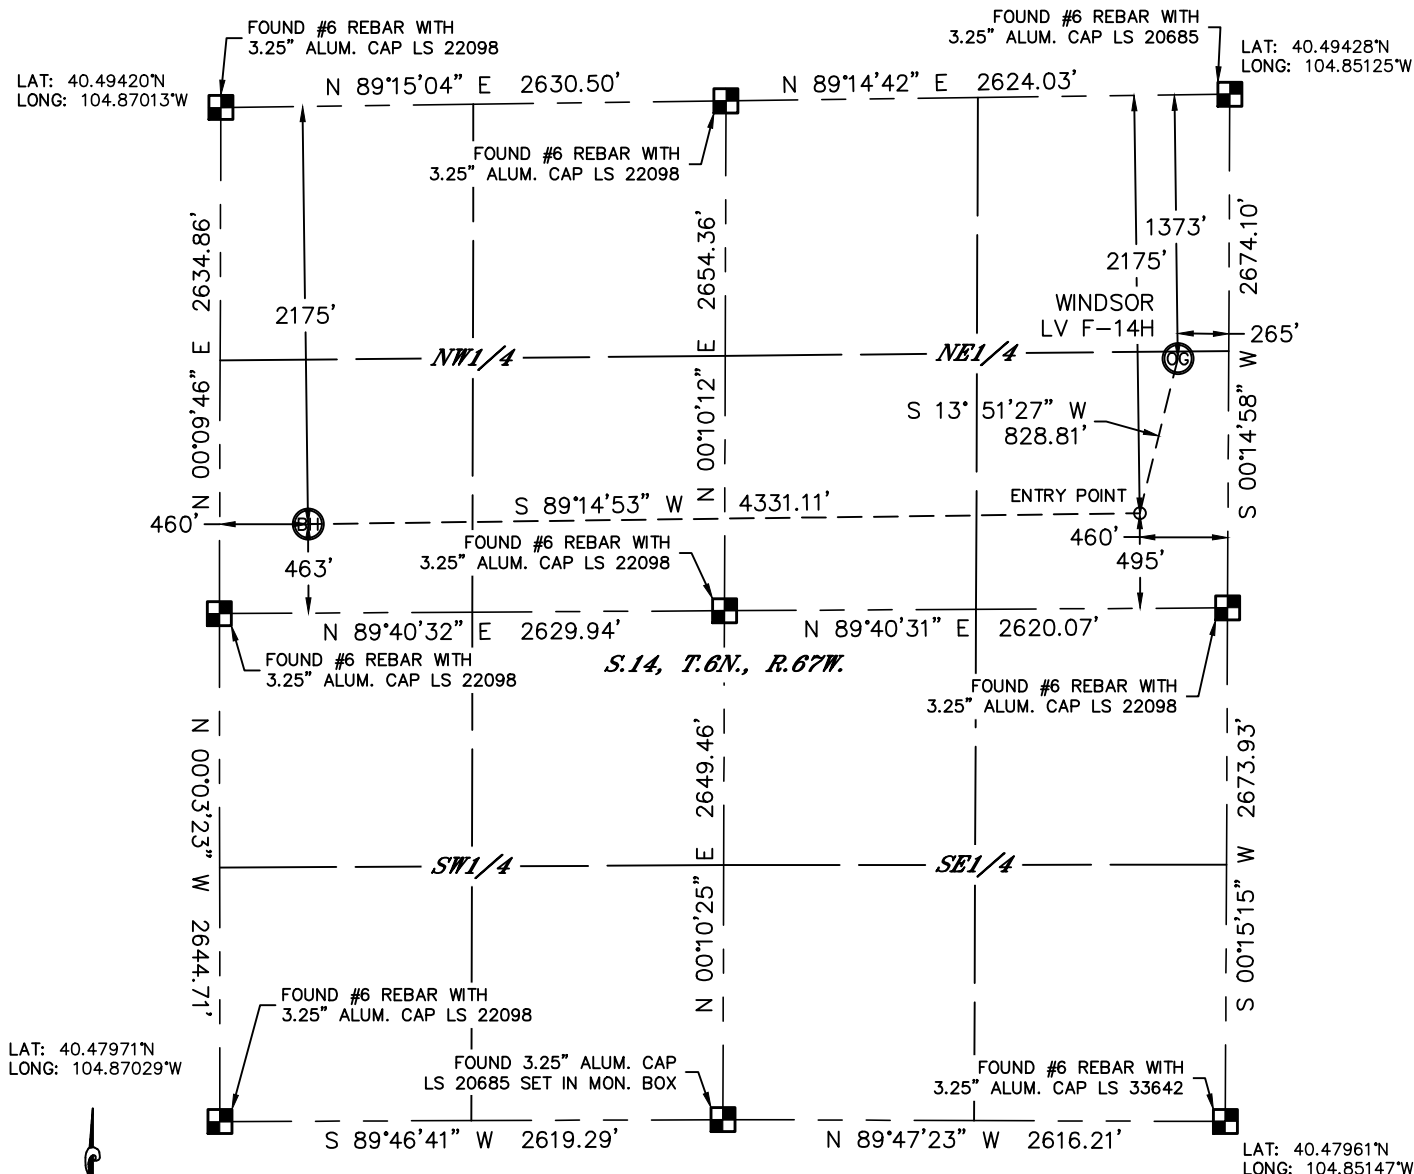 FOUND #6 REBAR WITH
3.25" ALUM. CAP LS 22098
FOUND #6 REBAR WITH
3.25" ALUM. CAP LS 20685
LAT: 40.49420°N
LONG: 104.87013°W
LAT: 40.49428°N
LONG: 104.85125°W
N 89°15'04" E 2630.50'
N 89°14'42" E 2624.03'
FOUND #6 REBAR WITH
3.25" ALUM. CAP LS 22098
N 00°09'46" E 2634.86'
2175'
N 00°10'12" E 2654.36'
1373'
2175'
S 00°14'58" W 2674.10'
WINDSOR
LV F-14H
265'
NW1/4
NE1/4
OG
S 13° 51'27" W
828.81'
ENTRY POINT
S 89°14'53" W 4331.11'
460'
BH
463'
460'
495'
FOUND #6 REBAR WITH
3.25" ALUM. CAP LS 22098
N 89°40'32" E 2629.94'
N 89°40'31" E 2620.07'
S.14, T.6N., R.67W.
FOUND #6 REBAR WITH
3.25" ALUM. CAP LS 22098
FOUND #6 REBAR WITH
3.25" ALUM. CAP LS 22098
N 00°03'23" W 2644.71'
N 00°10'25" E 2649.46'
S 00°15'15" W 2673.93'
SW1/4
SE1/4
FOUND #6 REBAR WITH
3.25" ALUM. CAP LS 22098
LAT: 40.47971°N
LONG: 104.87029°W
FOUND 3.25" ALUM. CAP
LS 20685 SET IN MON. BOX
FOUND #6 REBAR WITH
3.25" ALUM. CAP LS 33642
S 89°46'41" W 2619.29'
N 89°47'23" W 2616.21'
LAT: 40.47961°N
LONG: 104.85147°W